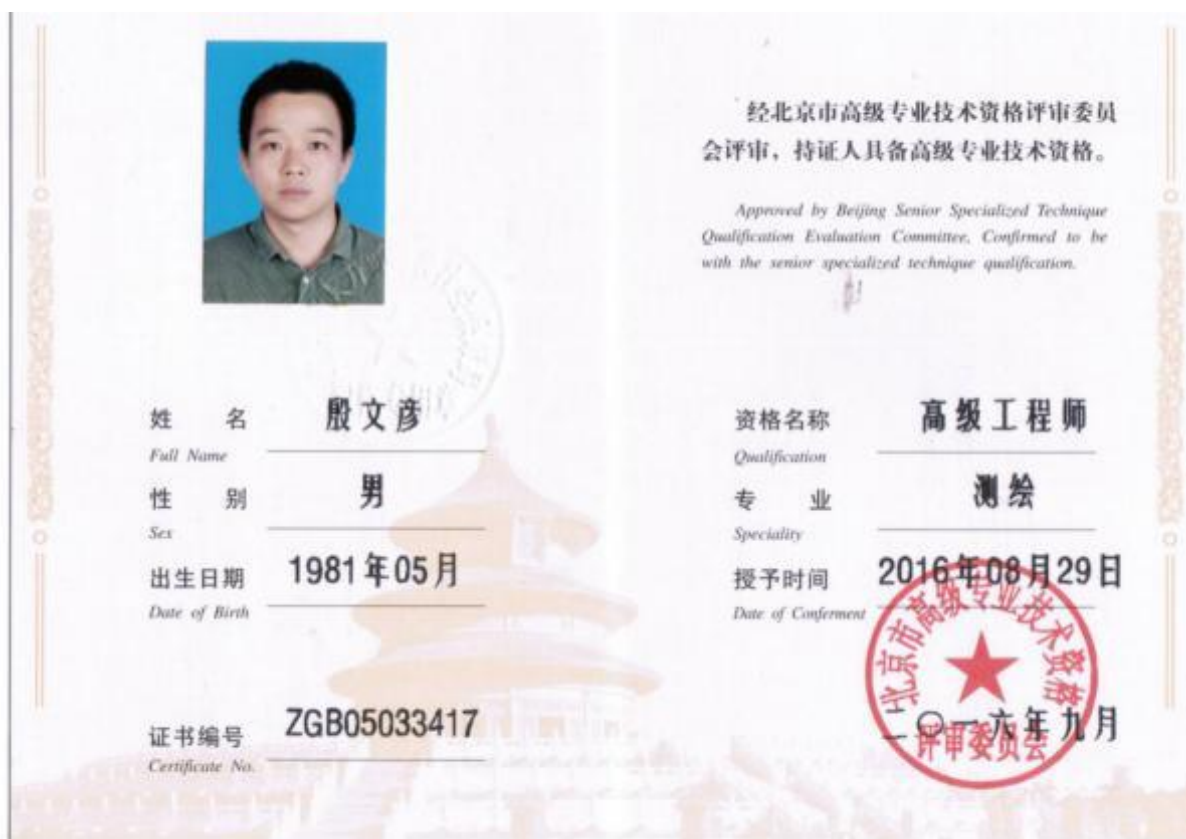 姓名 殷文彦
Full Name
性别 男
Sex
出生日期 1981年05月
Date of Birth
证书编号 ZGB05033417
Certificate No.
经北京市高级专业技术资格评审委员
会评审，持证人具备高级专业技术资格。
Approved by Beijing Senior Specialized Technique
Qualification Evaluation Committee, Confirmed to be
with the senior specialized technique qualification.
资格名称 高级工程师
Qualification
专业 测绘
Speciality
授予时间 2016年08月29日
Date of Conferment
北京市高级专业技术资格
评审委员会
二〇一六年九月